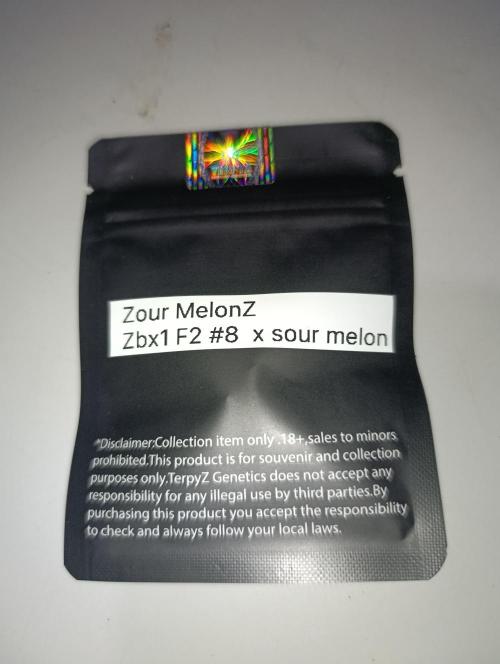 Zour MelonZ
Zbx1 F2 #8 x sour melon
*Disclaimer:Collection item only .18+,sales to minors
prohibited.This product is for souvenir and collection
purposes only.TerpyZ Genetics does not accept any
responsibility for any illegal use by third parties.By
purchasing this product you accept the responsibility
to check and always follow your local laws.